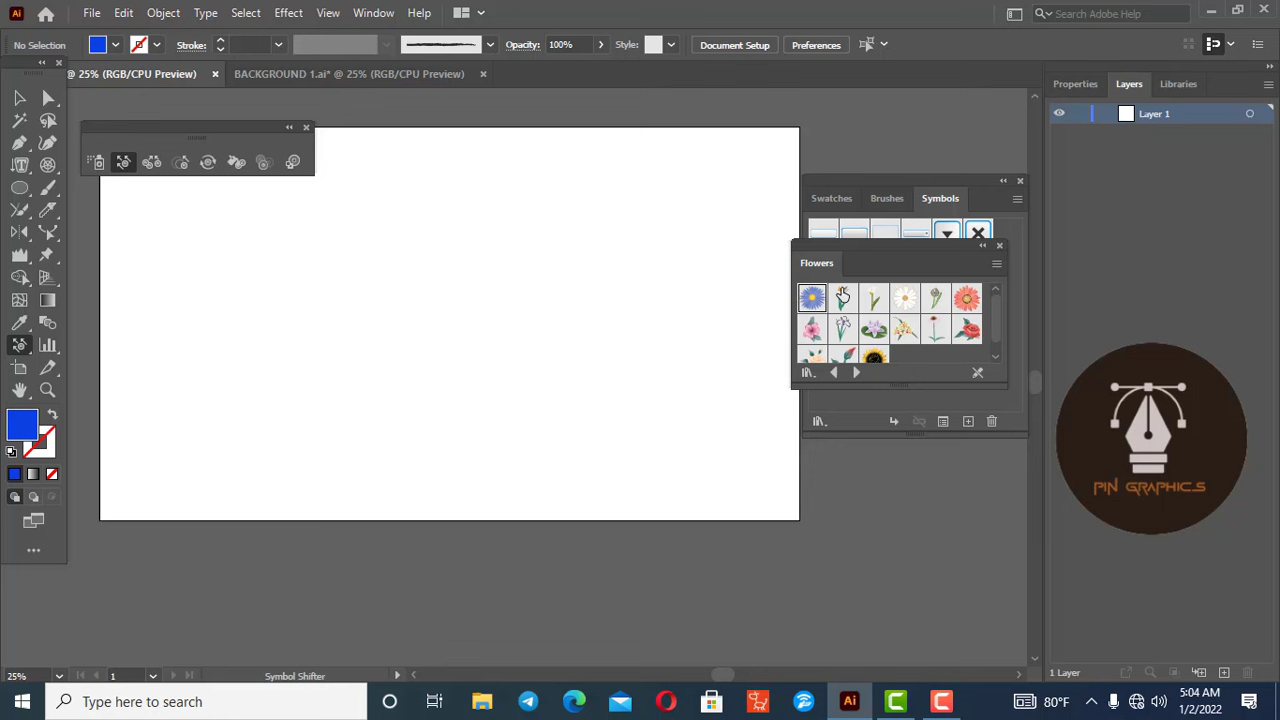 Ai File Edit Object Type Select Effect View Window Help Search Adobe Help
No Selection Stroke: Opacity: 100% Style: Document Setup Preferences
@ 25% (RGB/CPU Preview) BACKGROUND 1.ai* @ 25% (RGB/CPU Preview)
Properties Layers Libraries
Layer 1
Swatches Brushes Symbols
Flowers
PIN GRAPHICS
25% 1 Symbol Shifter 1 Layer
Type here to search Ai 80°F 5:04 AM
1/2/2022